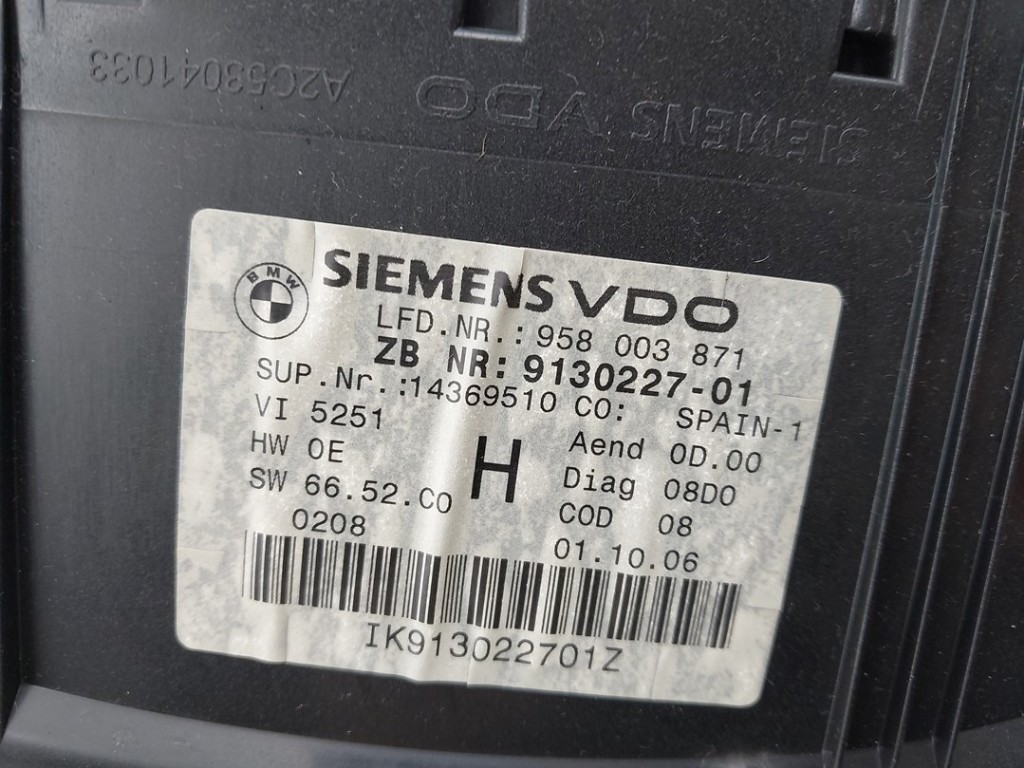 SIEMENS VDO A2C53041033
BMW
SIEMENS VDO
LFD.NR.: 958 003 871
ZB NR: 9130227-01
SUP.Nr.:14369510 CO: SPAIN-1
VI 5251 Aend 0D.00
HW 0E H Diag 08D0
SW 66.52.C0 COD 08
0208 01.10.06
IK913022701Z